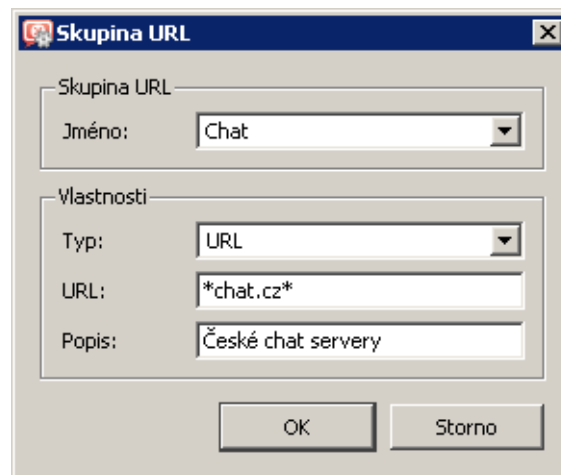 Skupina URL
Skupina URL
Jméno: Chat
Vlastnosti
Typ: URL
URL: *chat.cz*
Popis: České chat servery
OK Storno